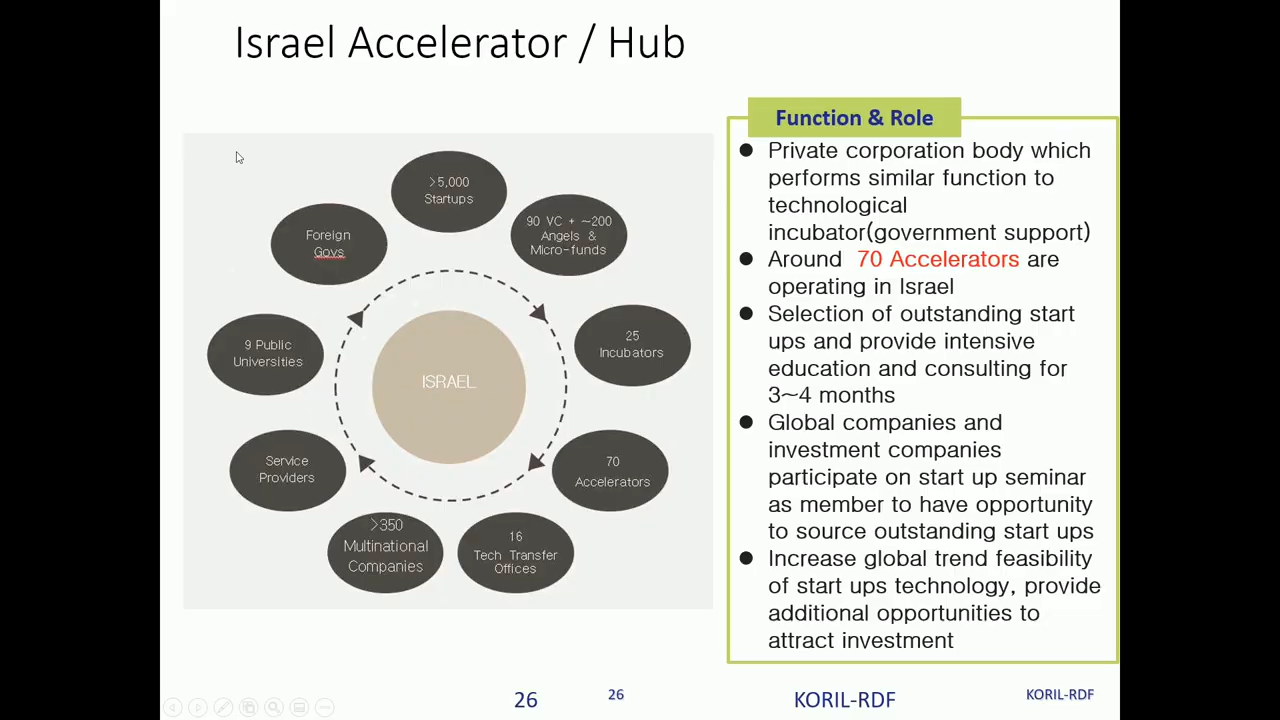 Israel Accelerator / Hub
>5,000
Startups
90 VC + ~200
Angels &
Micro-funds
25
Incubators
70
Accelerators
16
Tech Transfer
Offices
>350
Multinational
Companies
Service
Providers
9 Public
Universities
Foreign
Govs
ISRAEL
Function & Role
● Private corporation body which
performs similar function to
technological
incubator(government support)
● Around 70 Accelerators are
operating in Israel
● Selection of outstanding start
ups and provide intensive
education and consulting for
3~4 months
● Global companies and
investment companies
participate on start up seminar
as member to have opportunity
to source outstanding start ups
● Increase global trend feasibility
of start ups technology, provide
additional opportunities to
attract investment
26
26
KORIL-RDF
KORIL-RDF